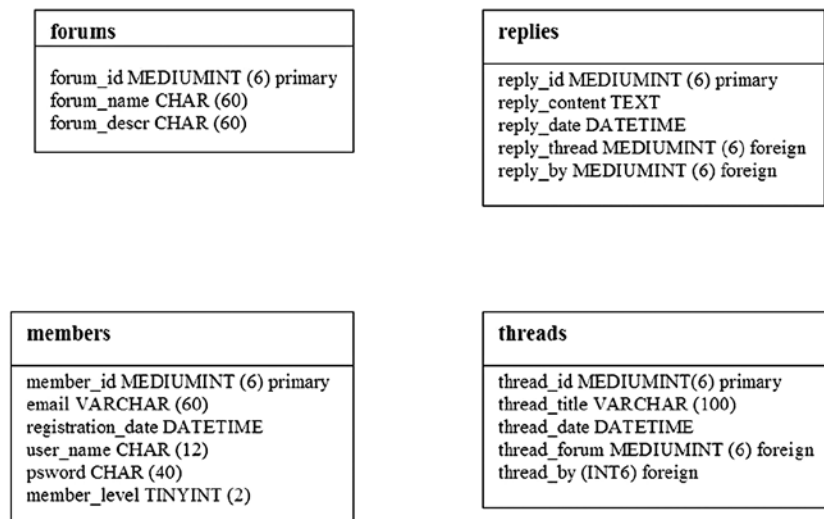 forums
forum_id MEDIUMINT (6) primary
forum_name CHAR (60)
forum_descr CHAR (60)
replies
reply_id MEDIUMINT (6) primary
reply_content TEXT
reply_date DATETIME
reply_thread MEDIUMINT (6) foreign
reply_by MEDIUMINT (6) foreign
members
member_id MEDIUMINT (6) primary
email VARCHAR (60)
registration_date DATETIME
user_name CHAR (12)
psword CHAR (40)
member_level TINYINT (2)
threads
thread_id MEDIUMINT(6) primary
thread_title VARCHAR (100)
thread_date DATETIME
thread_forum MEDIUMINT (6) foreign
thread_by (INT6) foreign